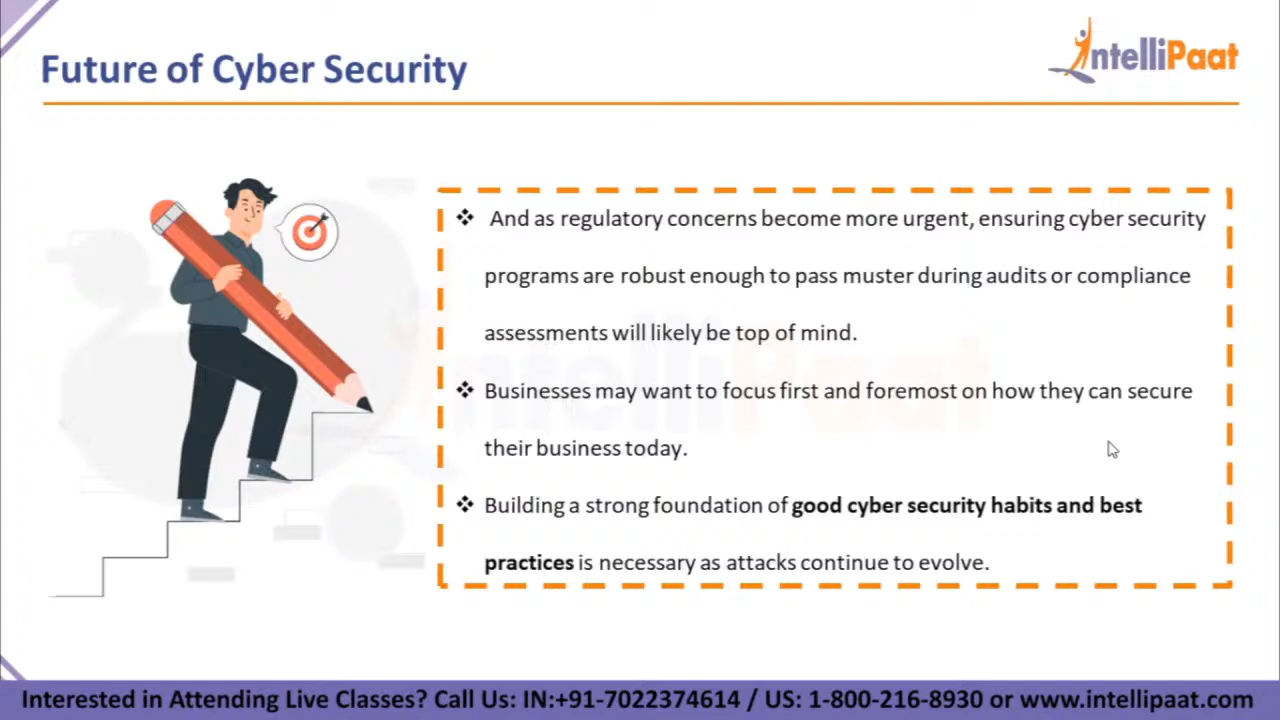 Future of Cyber Security
IntelliPaat
And as regulatory concerns become more urgent, ensuring cyber security
programs are robust enough to pass muster during audits or compliance
assessments will likely be top of mind.
Businesses may want to focus first and foremost on how they can secure
their business today.
Building a strong foundation of good cyber security habits and best
practices is necessary as attacks continue to evolve.
IntelliPaat
Interested in Attending Live Classes? Call Us: IN:+91-7022374614 / US: 1-800-216-8930 or www.intellipaat.com